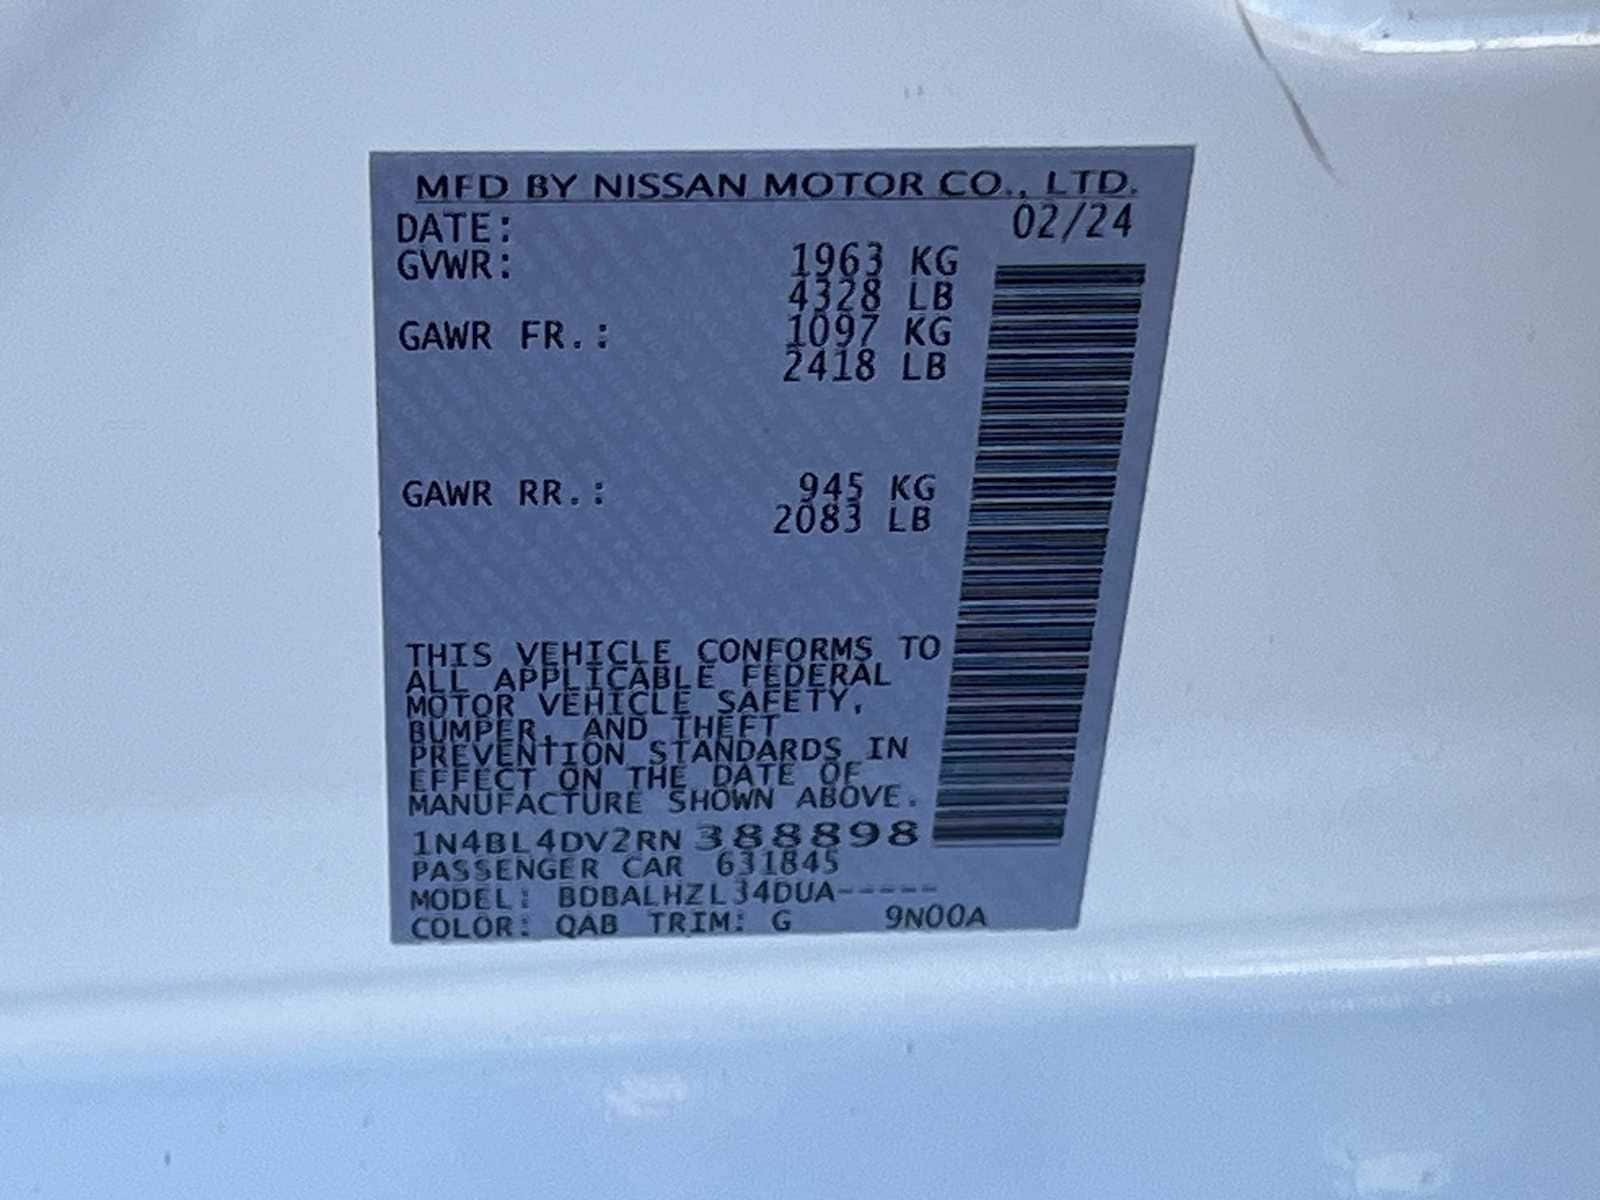 MFD BY NISSAN MOTOR CO., LTD.
DATE: 02/24
GVWR: 1963 KG
4328 LB
GAWR FR.: 1097 KG
2418 LB
GAWR RR.: 945 KG
2083 LB
THIS VEHICLE CONFORMS TO
ALL APPLICABLE FEDERAL
MOTOR VEHICLE SAFETY,
BUMPER, AND THEFT
PREVENTION STANDARDS IN
EFFECT ON THE DATE OF
MANUFACTURE SHOWN ABOVE.
1N4BL4DV2RN388898
PASSENGER CAR 631845
MODEL: BDBALHZL34DUA-----
COLOR: QAB TRIM: G 9N00A